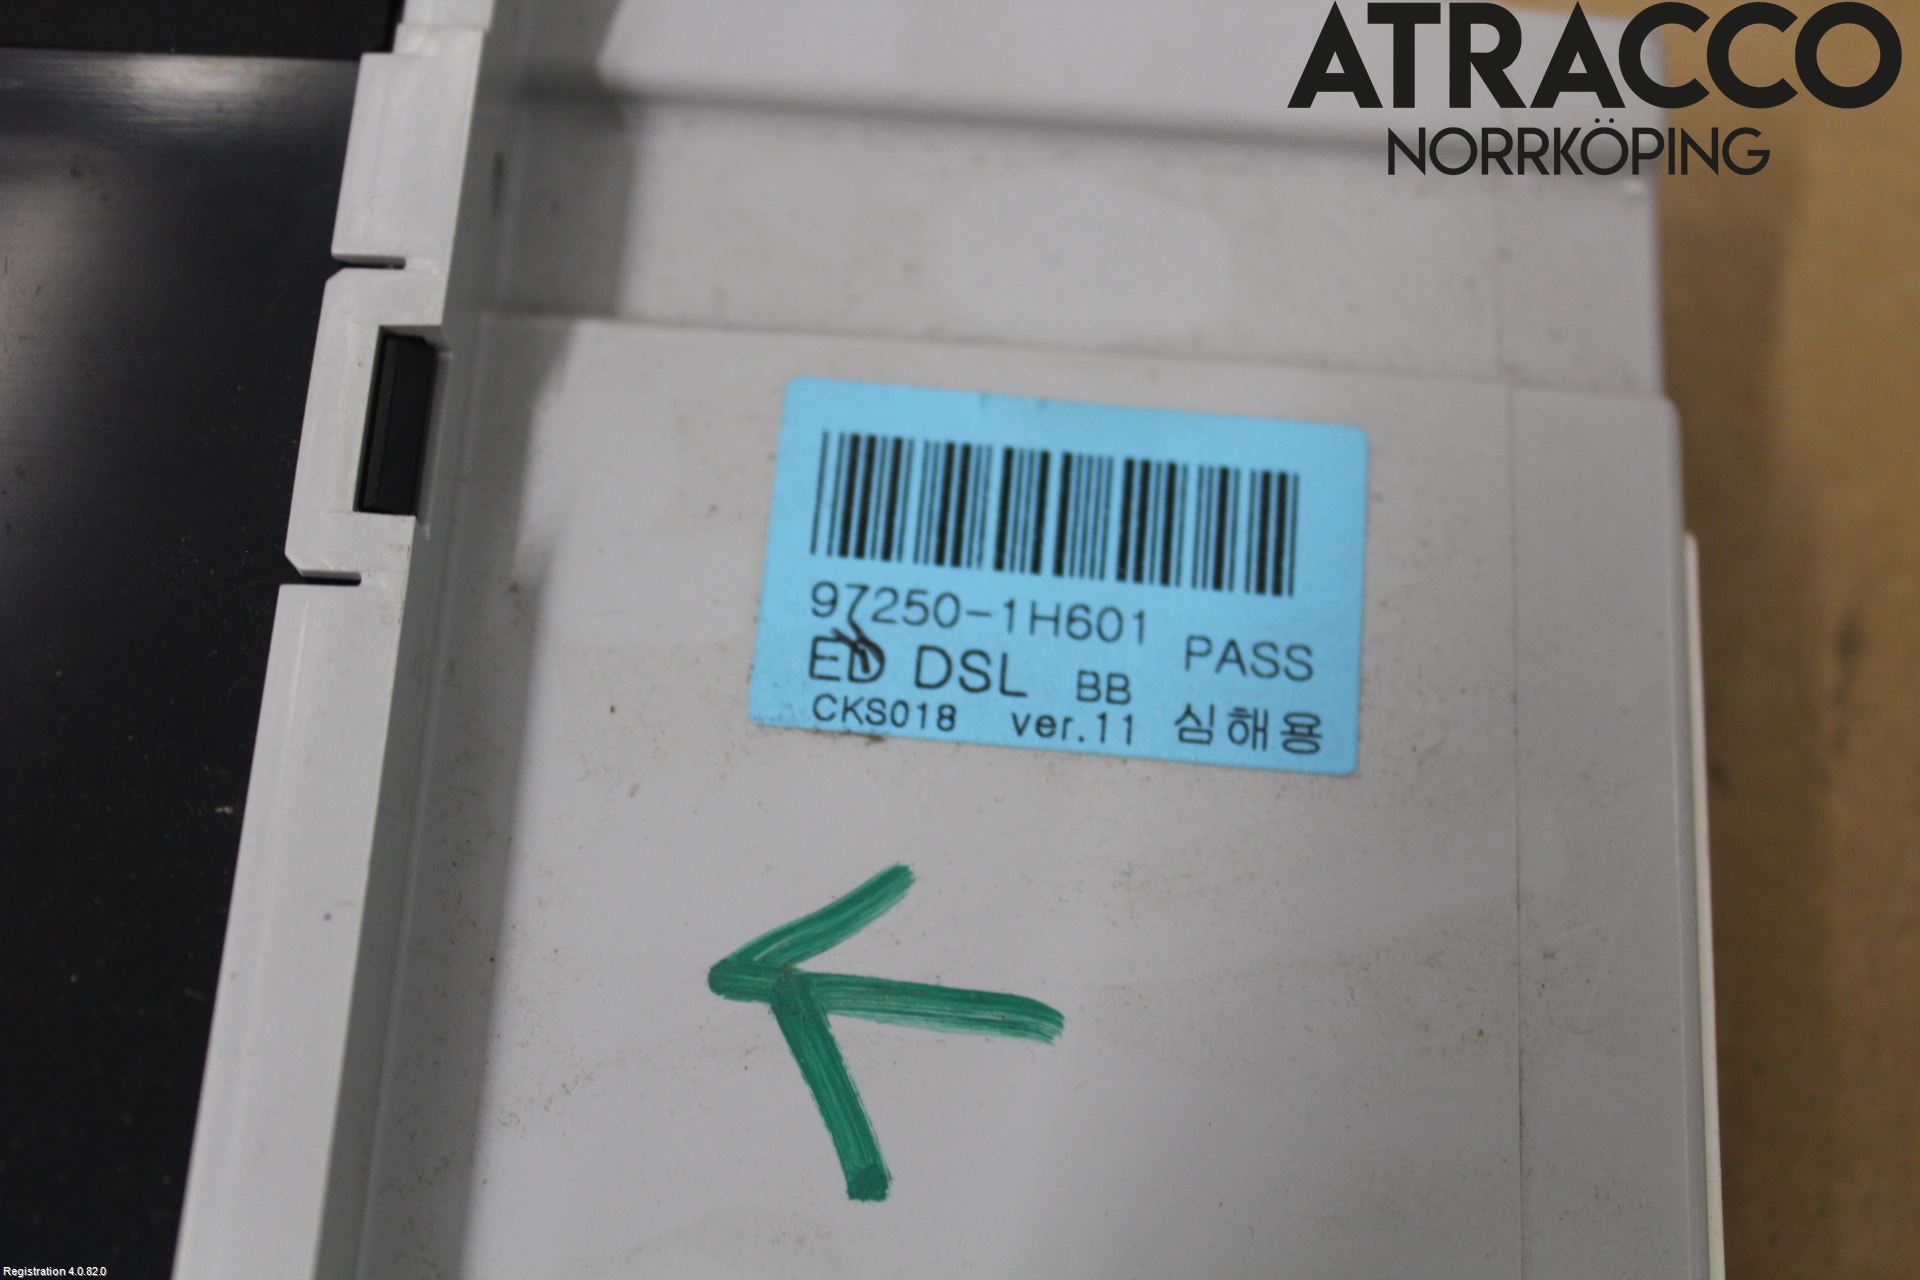 ATRACCO
NORRKÖPING
97250-1H601 PASS
ED DSL BB
CKS018 ver.11 심해용
Registration 4.0.82.0